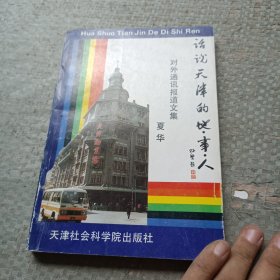 Hua Shuo Tian Jin De Di Shi Ren
话说天津的地·事·人
对外通讯报道文集
夏华
天津社会科学院出版社